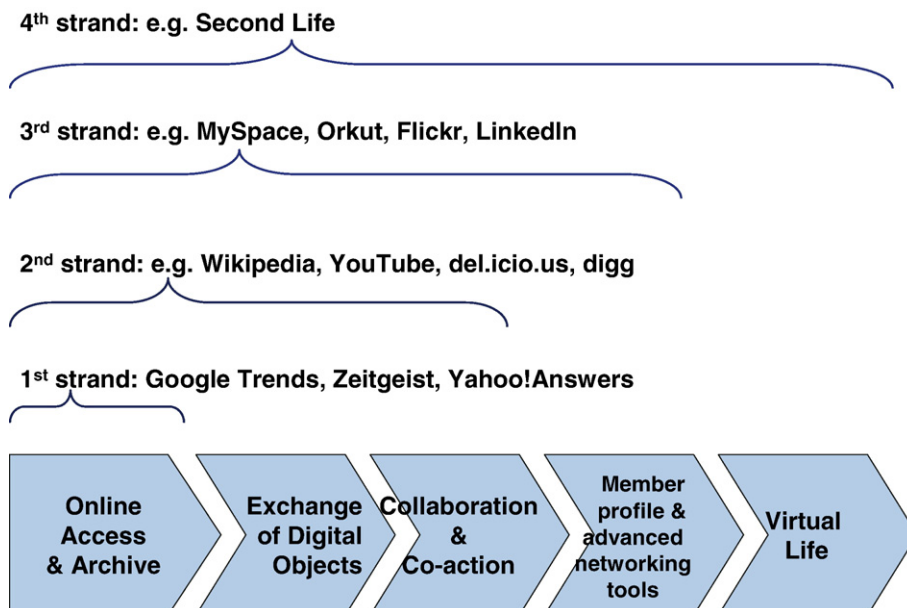 4th strand: e.g. Second Life
3rd strand: e.g. MySpace, Orkut, Flickr, LinkedIn
2nd strand: e.g. Wikipedia, YouTube, del.icio.us, digg
1st strand: Google Trends, Zeitgeist, Yahoo!Answers
Online
Access
& Archive
Exchange
of Digital
Objects
Collaboration
&
Co-action
Member
profile &
advanced
networking
tools
Virtual
Life